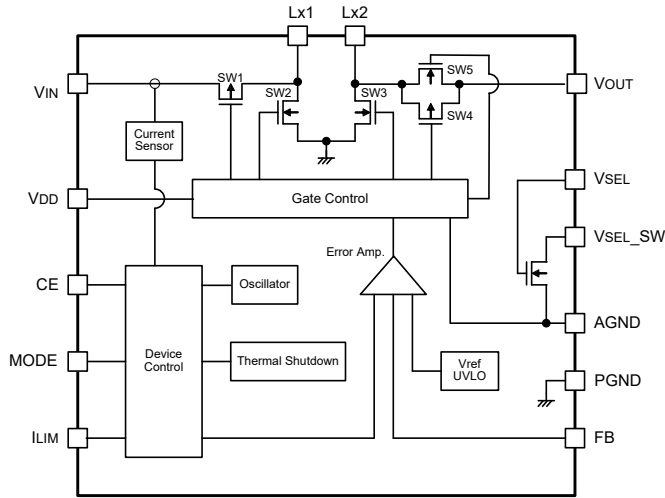 Lx1
Lx2
VIN
SW1
SW2
SW3
SW5
SW4
VOUT
Current
Sensor
VDD
Gate Control
VSEL
VSEL_SW
Error Amp.
CE
Oscillator
AGND
MODE
Device
Control
Thermal Shutdown
Vref
UVLO
PGND
ILIM
FB